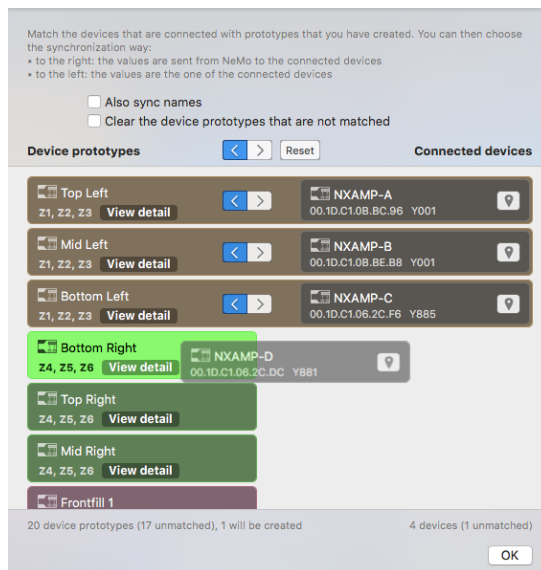 Match the devices that are connected with prototypes that you have created. You can then choose
the synchronization way:
• to the right: the values are sent from NeMo to the connected devices
• to the left: the values are the one of the connected devices
Also sync names
Clear the device prototypes that are not matched
Device prototypes < > Reset Connected devices
Top Left
Z1, Z2, Z3 View detail
< >
NXAMP-A
00.1D.C1.0B.BC.96 Y001
Mid Left
Z1, Z2, Z3 View detail
< >
NXAMP-B
00.1D.C1.0B.BE.B8 Y001
Bottom Left
Z1, Z2, Z3 View detail
< >
NXAMP-C
00.1D.C1.06.2C.F6 Y885
Bottom Right
Z4, Z5, Z6 View detail
NXAMP-D
00.1D.C1.06.2C.DC Y881
Top Right
Z4, Z5, Z6 View detail
Mid Right
Z4, Z5, Z6 View detail
Frontfill 1
20 device prototypes (17 unmatched), 1 will be created 4 devices (1 unmatched)
OK